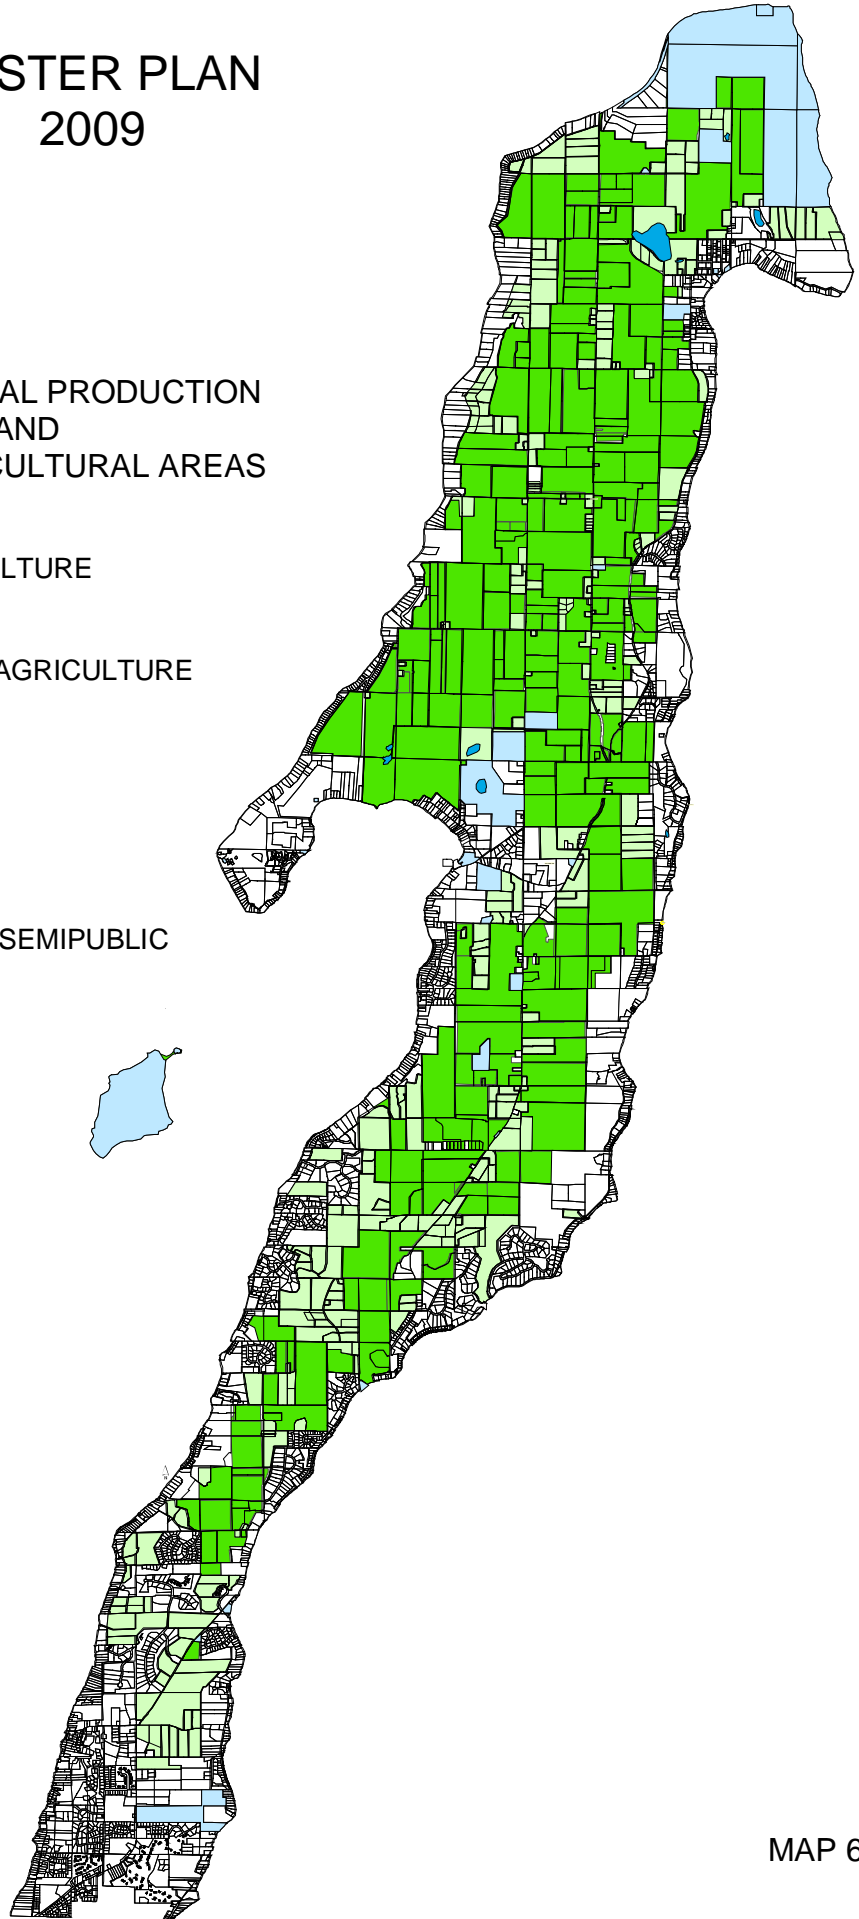 STER PLAN
2009
AL PRODUCTION
AND
CULTURAL AREAS
LTURE
AGRICULTURE
SEMIPUBLIC
MAP 6